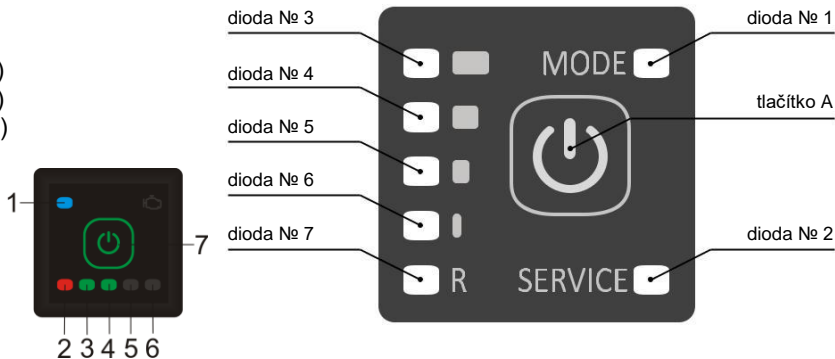 dioda № 3
dioda № 1
MODE
)
dioda № 4
)
tlačítko A
)
dioda № 5
dioda № 6
1
dioda № 7
dioda № 2
7
R
SERVICE
2 3 4 5 6